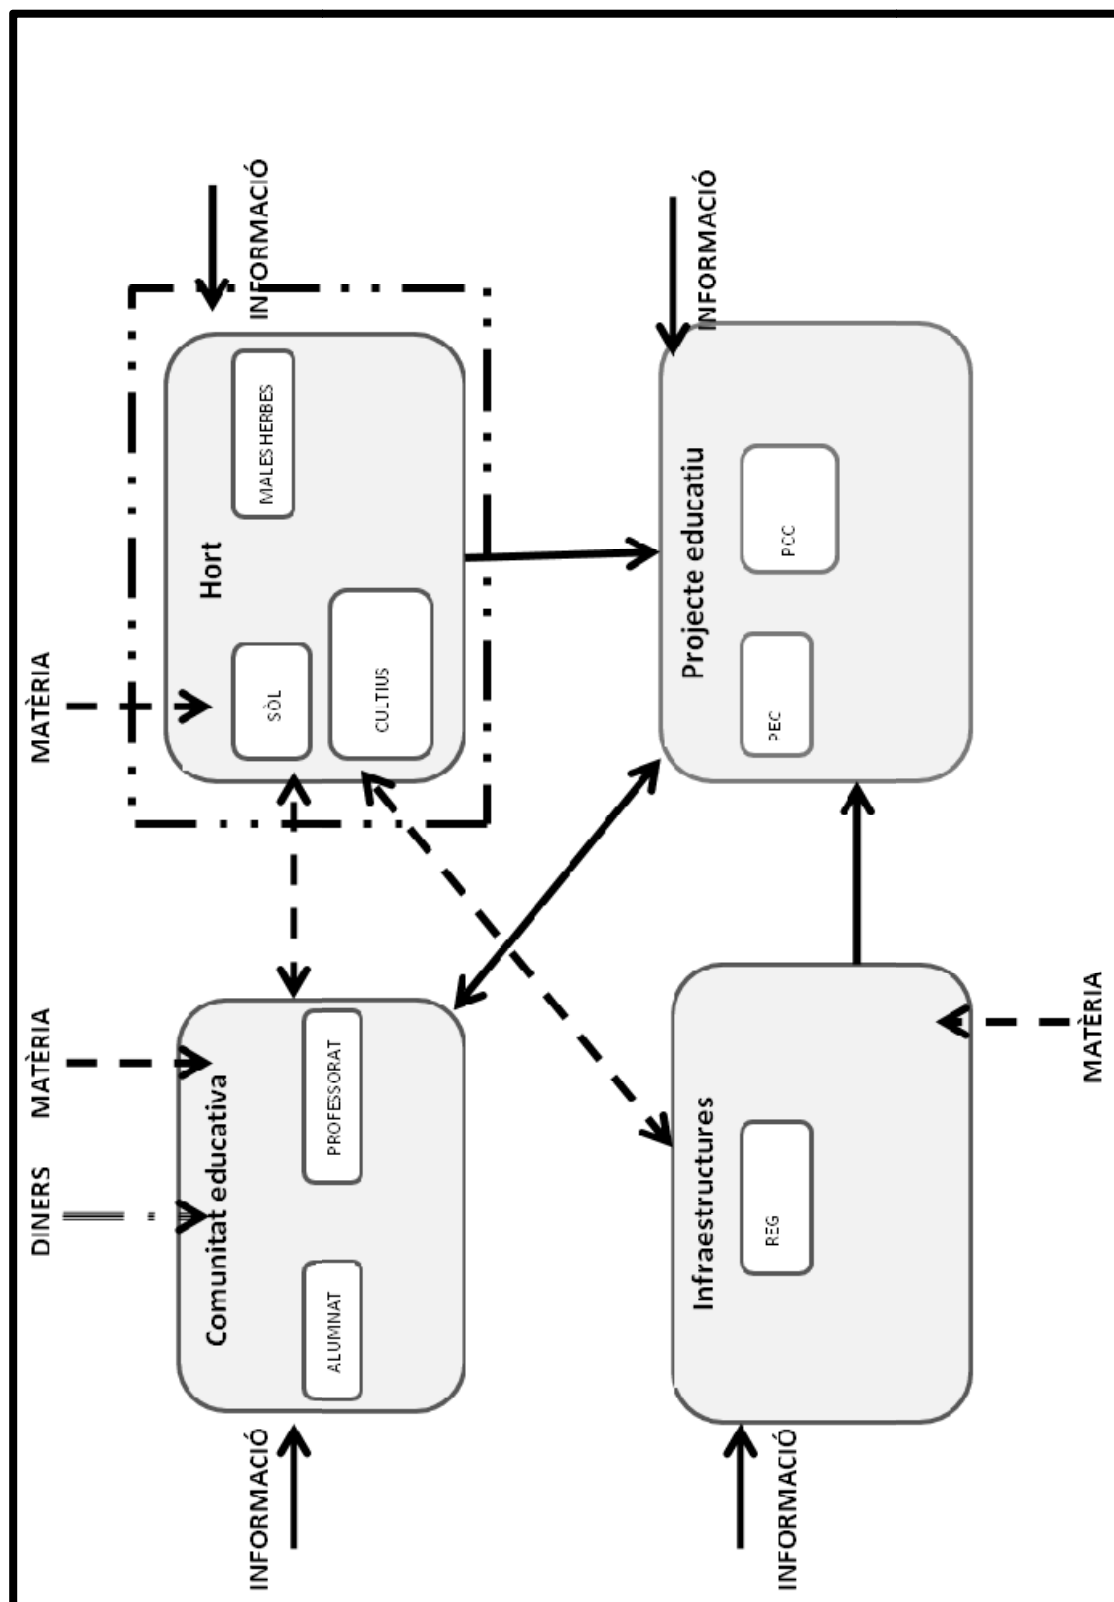 DINERS
MATÈRIA
MATÈRIA
INFORMACÓ
Comunitat educativa
ALUMNAT
PROFESSORAT
Hort
SÒL
MALES HERBES
CULTIUS
INFORMACIÓ
INFORMACIÓ
Infraestructures
REG
MATÈRIA
Projecte educatiu
PEC
PCC
INFORMACIÓ